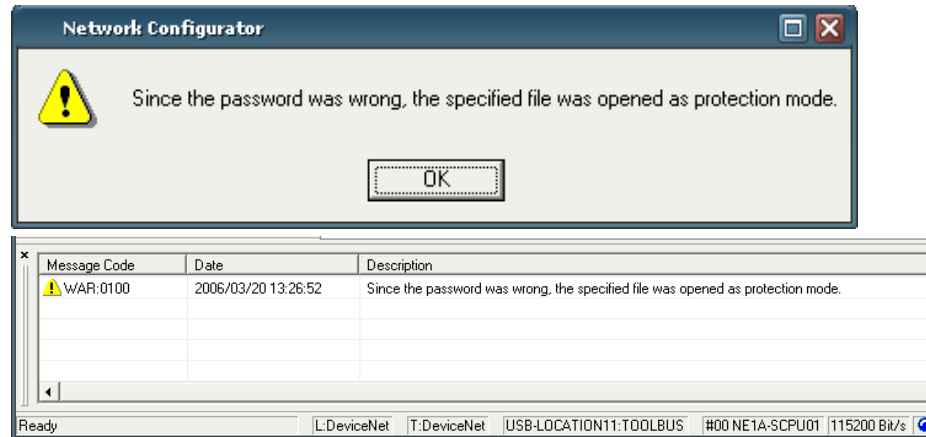 Network Configurator
Since the password was wrong, the specified file was opened as protection mode.
OK
Message Code Date Description
WAR:0100 2006/03/20 13:26:52 Since the password was wrong, the specified file was opened as protection mode.
Ready L:DeviceNet T:DeviceNet USB-LOCATION11:TOOLBUS #00 NE1A-SCPU01 115200 Bit/s